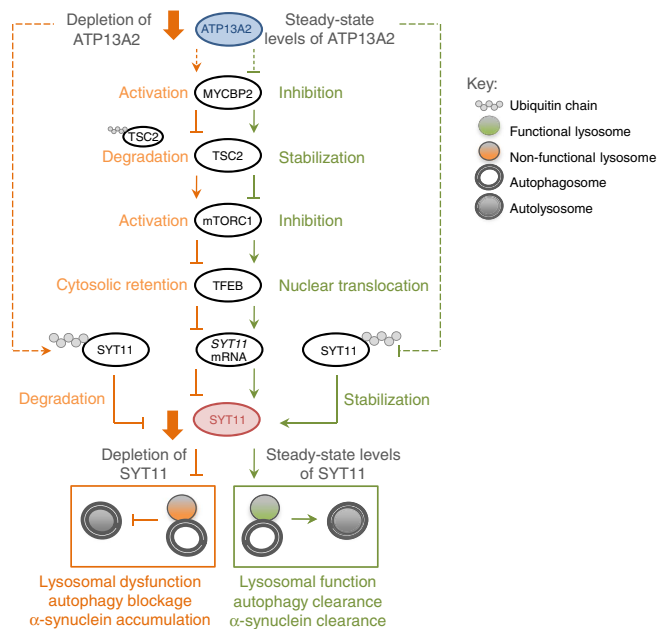 Depletion of
ATP13A2
ATP13A2
Steady-state
levels of ATP13A2
Activation
MYCBP2
Inhibition
TSC2
Degradation
TSC2
Stabilization
Activation
mTORC1
Inhibition
Cytosolic retention
TFEB
Nuclear translocation
SYT11
SYT11
mRNA
SYT11
Degradation
Stabilization
SYT11
Depletion of
SYT11
Steady-state levels
of SYT11
Lysosomal dysfunction
autophagy blockage
α-synuclein accumulation
Lysosomal function
autophagy clearance
α-synuclein clearance
Key:
Ubiquitin chain
Functional lysosome
Non-functional lysosome
Autophagosome
Autolysosome